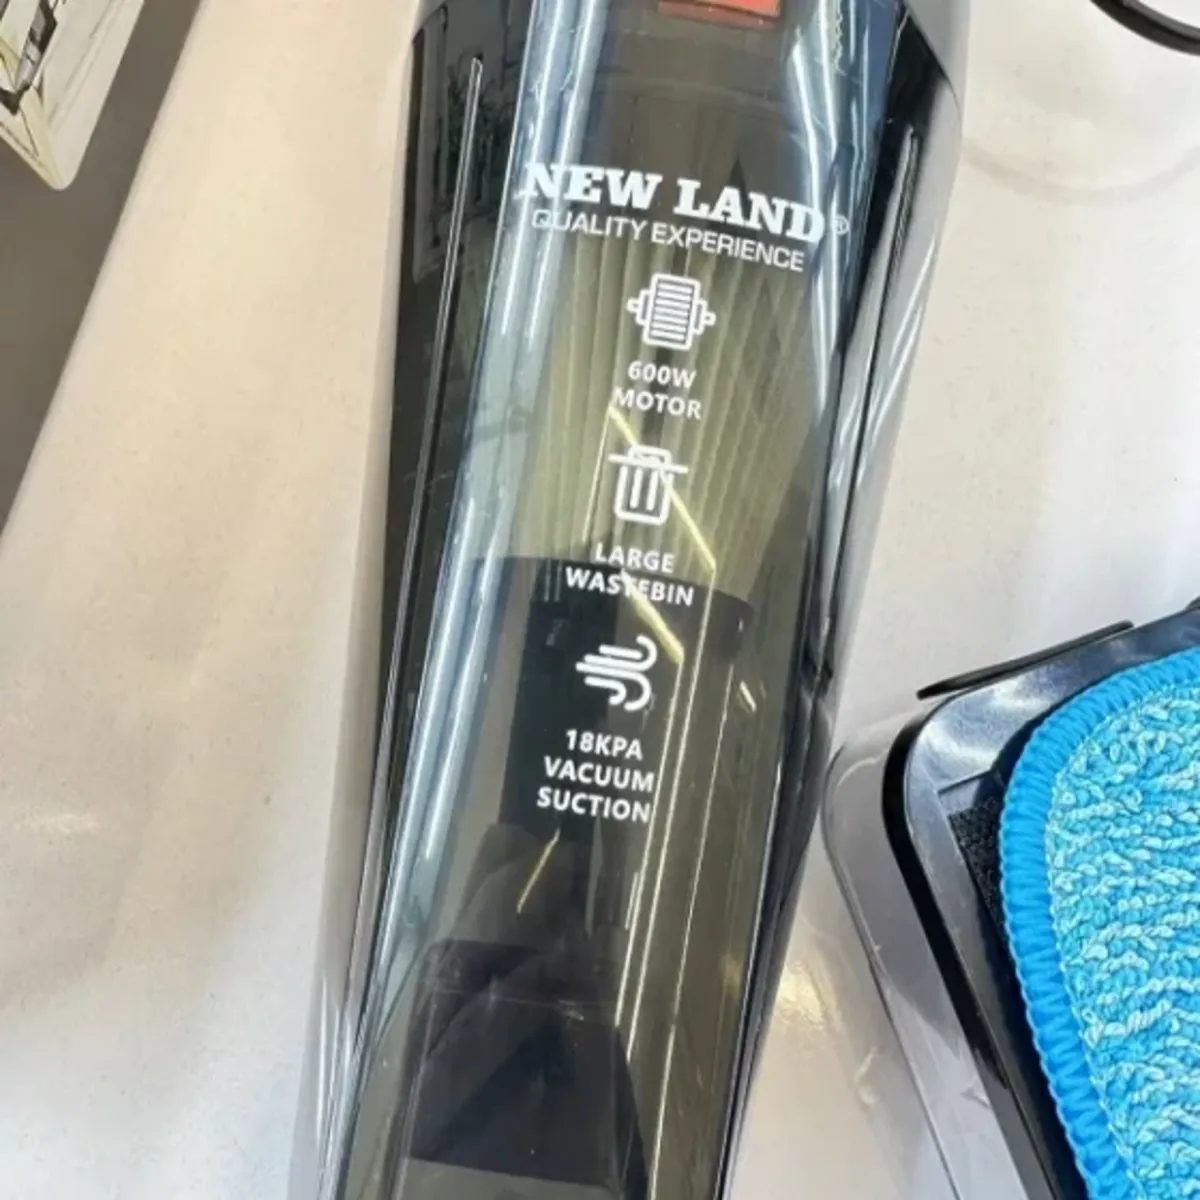 NEW LAND®
QUALITY EXPERIENCE
600W
MOTOR
LARGE
WASTEBIN
18KPA
VACUUM
SUCTION